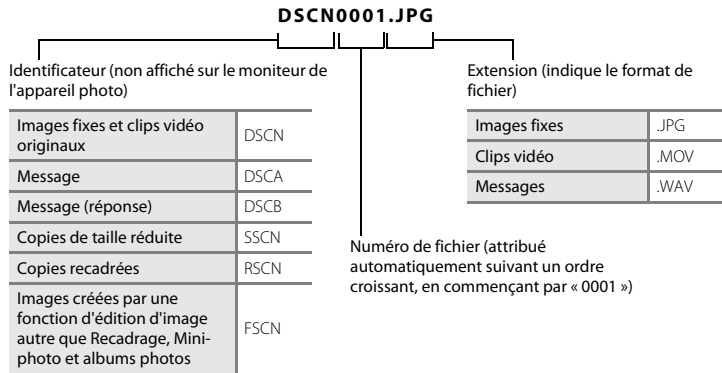 DSCN0001.JPG
Identificateur (non affiché sur le moniteur de
l'appareil photo)
Images fixes et clips vidéo
originaux
DSCN
Message
DSCA
Message (réponse)
DSCB
Copies de taille réduite
SSCN
Copies recadrées
RSCN
Images créées par une
fonction d'édition d'image
autre que Recadrage, Mini-
photo et albums photos
FSCN
Extension (indique le format de
fichier)
Images fixes
.JPG
Clips vidéo
.MOV
Messages
.WAV
Numéro de fichier (attribué
automatiquement suivant un ordre
croissant, en commençant par « 0001 »)